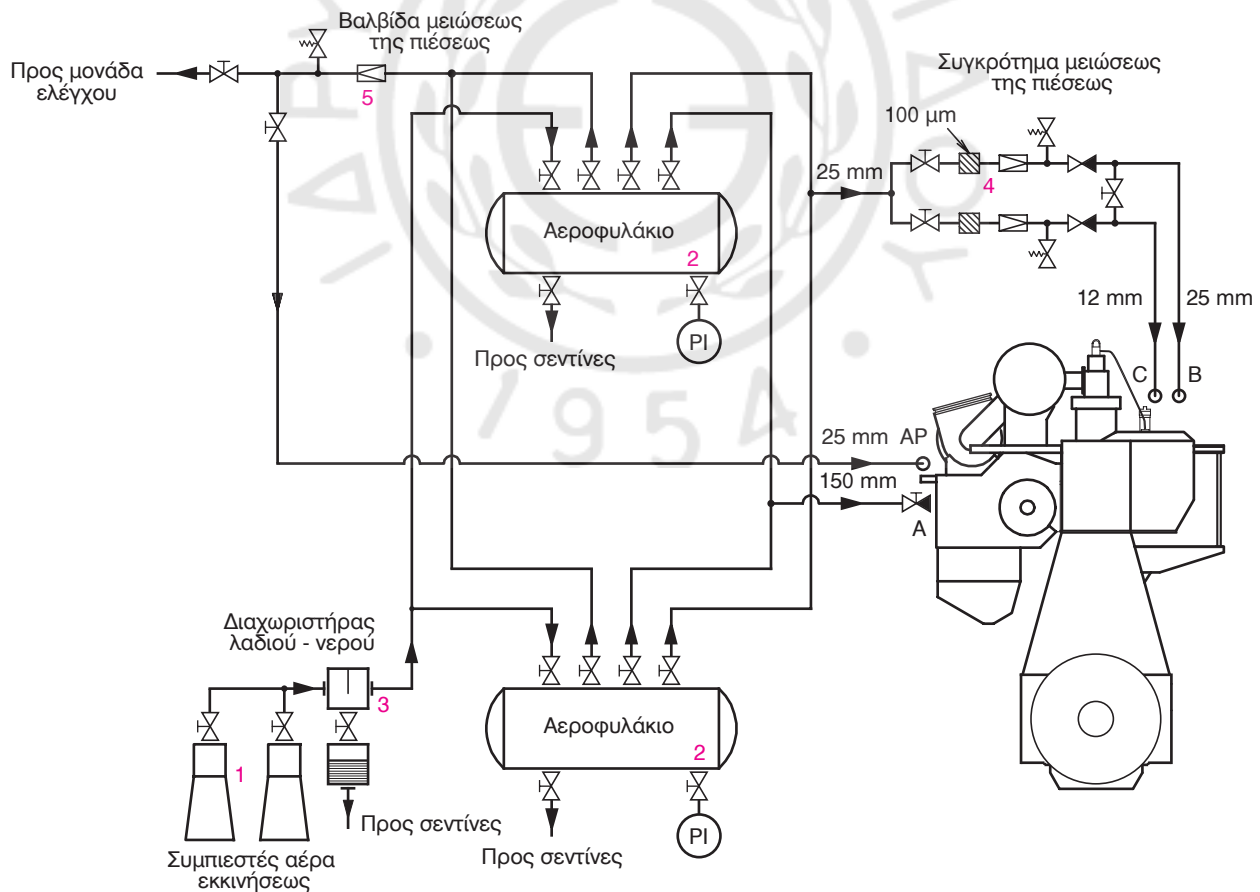 Βαλβίδα μειώσεως
της πιέσεως
Προς μονάδα
ελέγχου
5
Συγκρότημα μειώσεως
της πιέσεως
100 μm
25 mm
4
Αεροφυλάκιο
2
12 mm
25 mm
PI
Προς σεντίνες
C
B
1954
25 mm
AP
150 mm
A
Διαχωριστήρας
λαδιού - νερού
3
Αεροφυλάκιο
2
1
Προς σεντίνες
PI
Προς σεντίνες
Συμπιεστές αέρα
εκκινήσεως